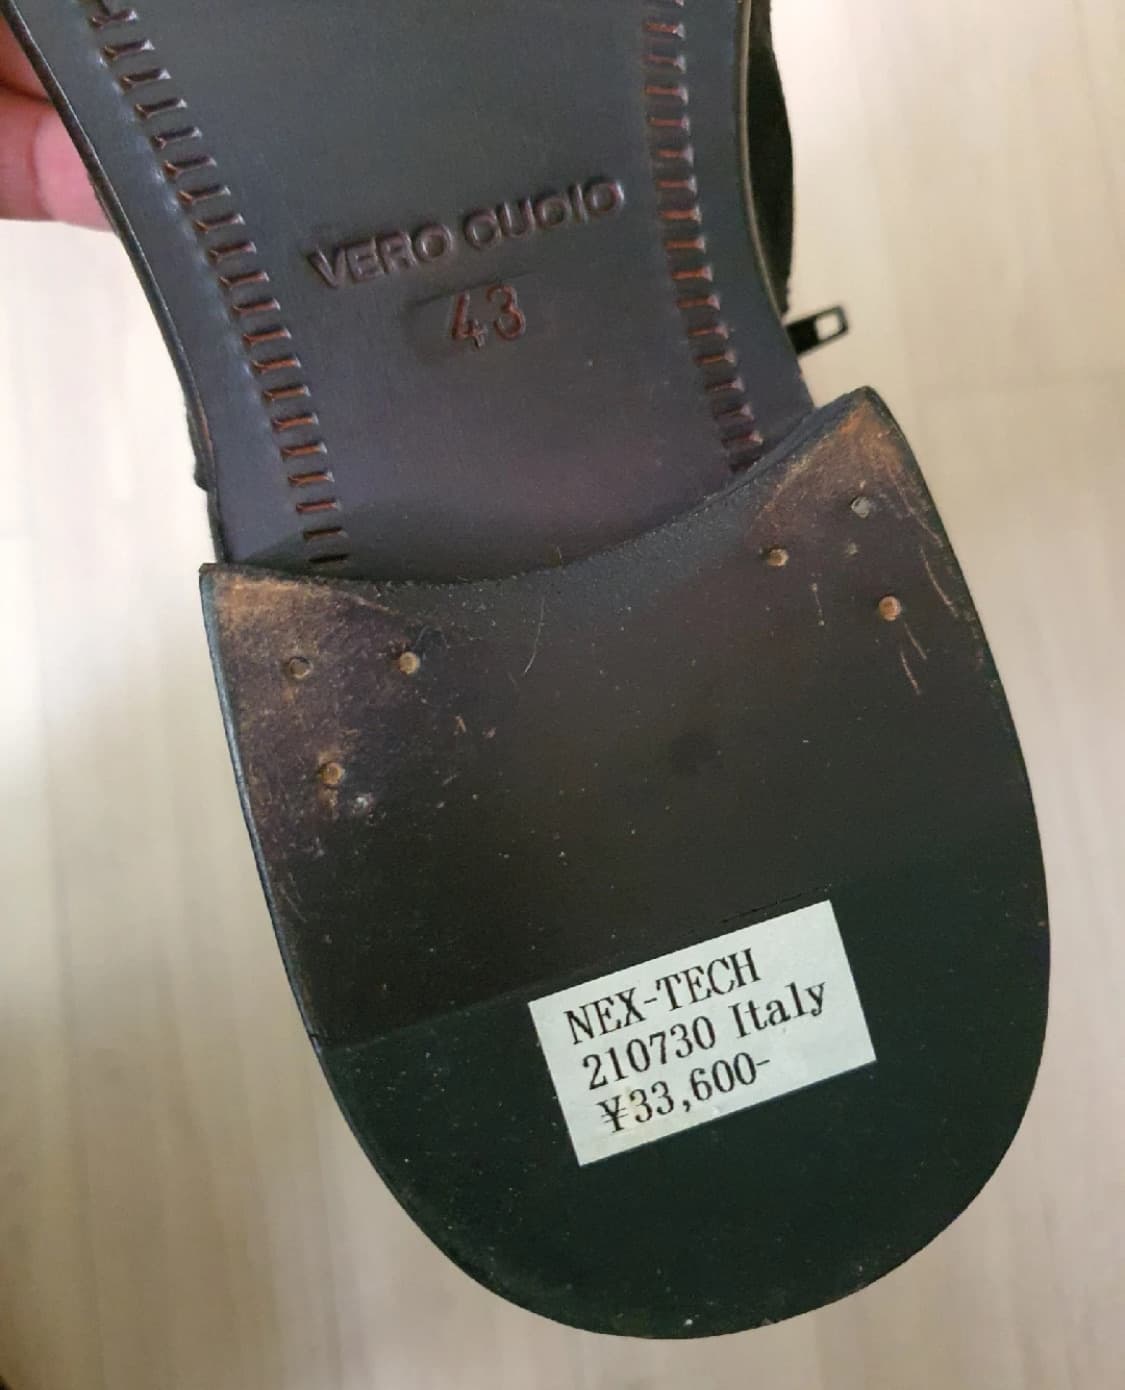 VERO CUOIO
43
NEX-TECH
210730 Italy
¥33,600-